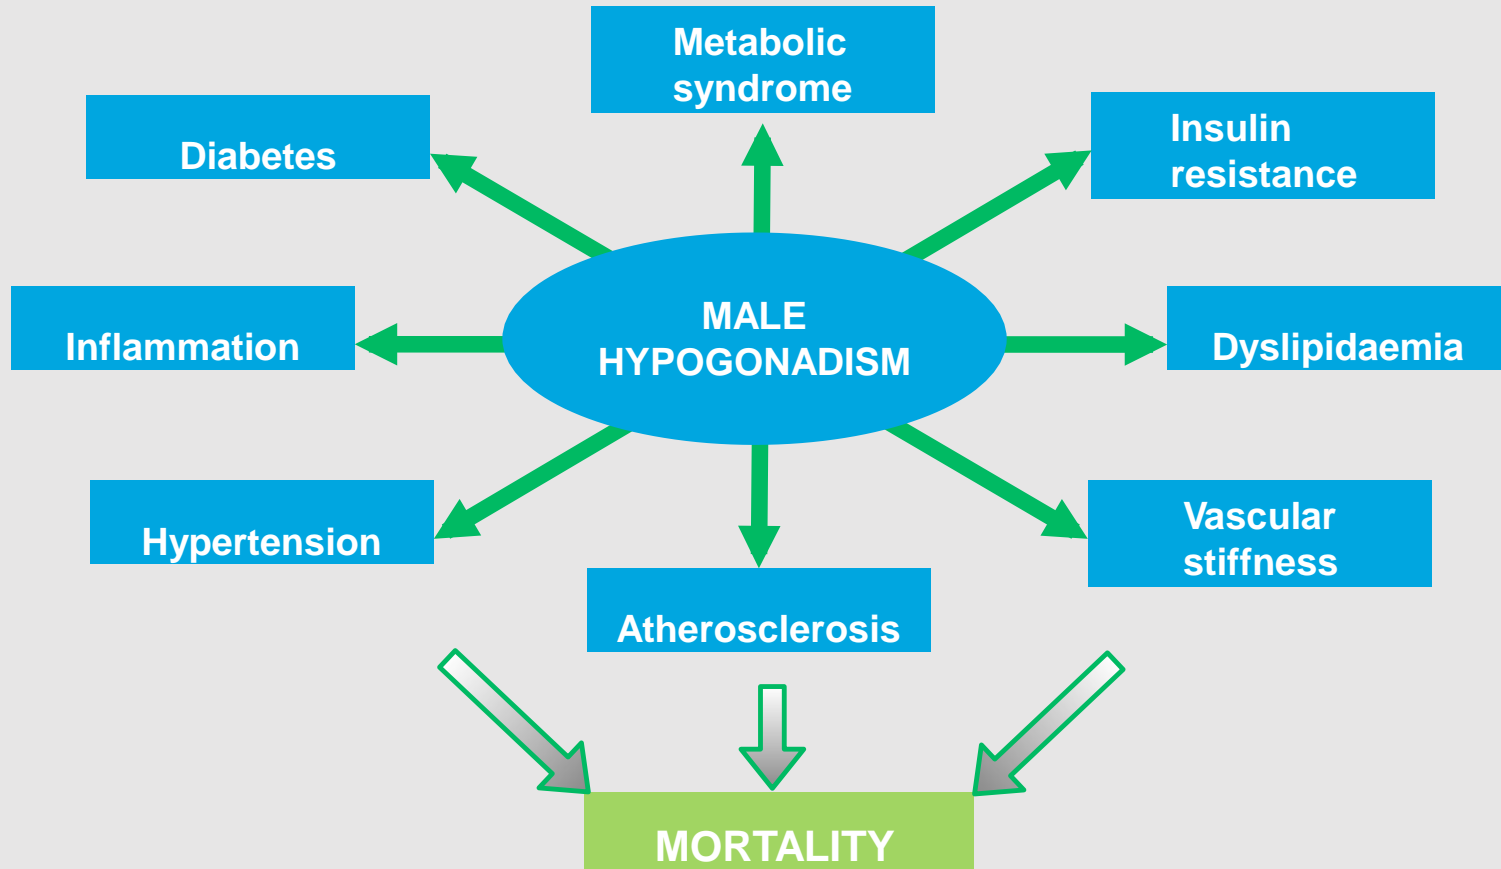 Metabolic
syndrome
Diabetes
Insulin
resistance
Inflammation
MALE
HYPOGONADISM
Dyslipidaemia
Hypertension
Vascular
stiffness
Atherosclerosis
MORTALITY